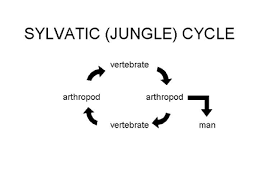 SYLVATIC (JUNGLE) CYCLE
vertebrate
arthropod arthropod
vertebrate man